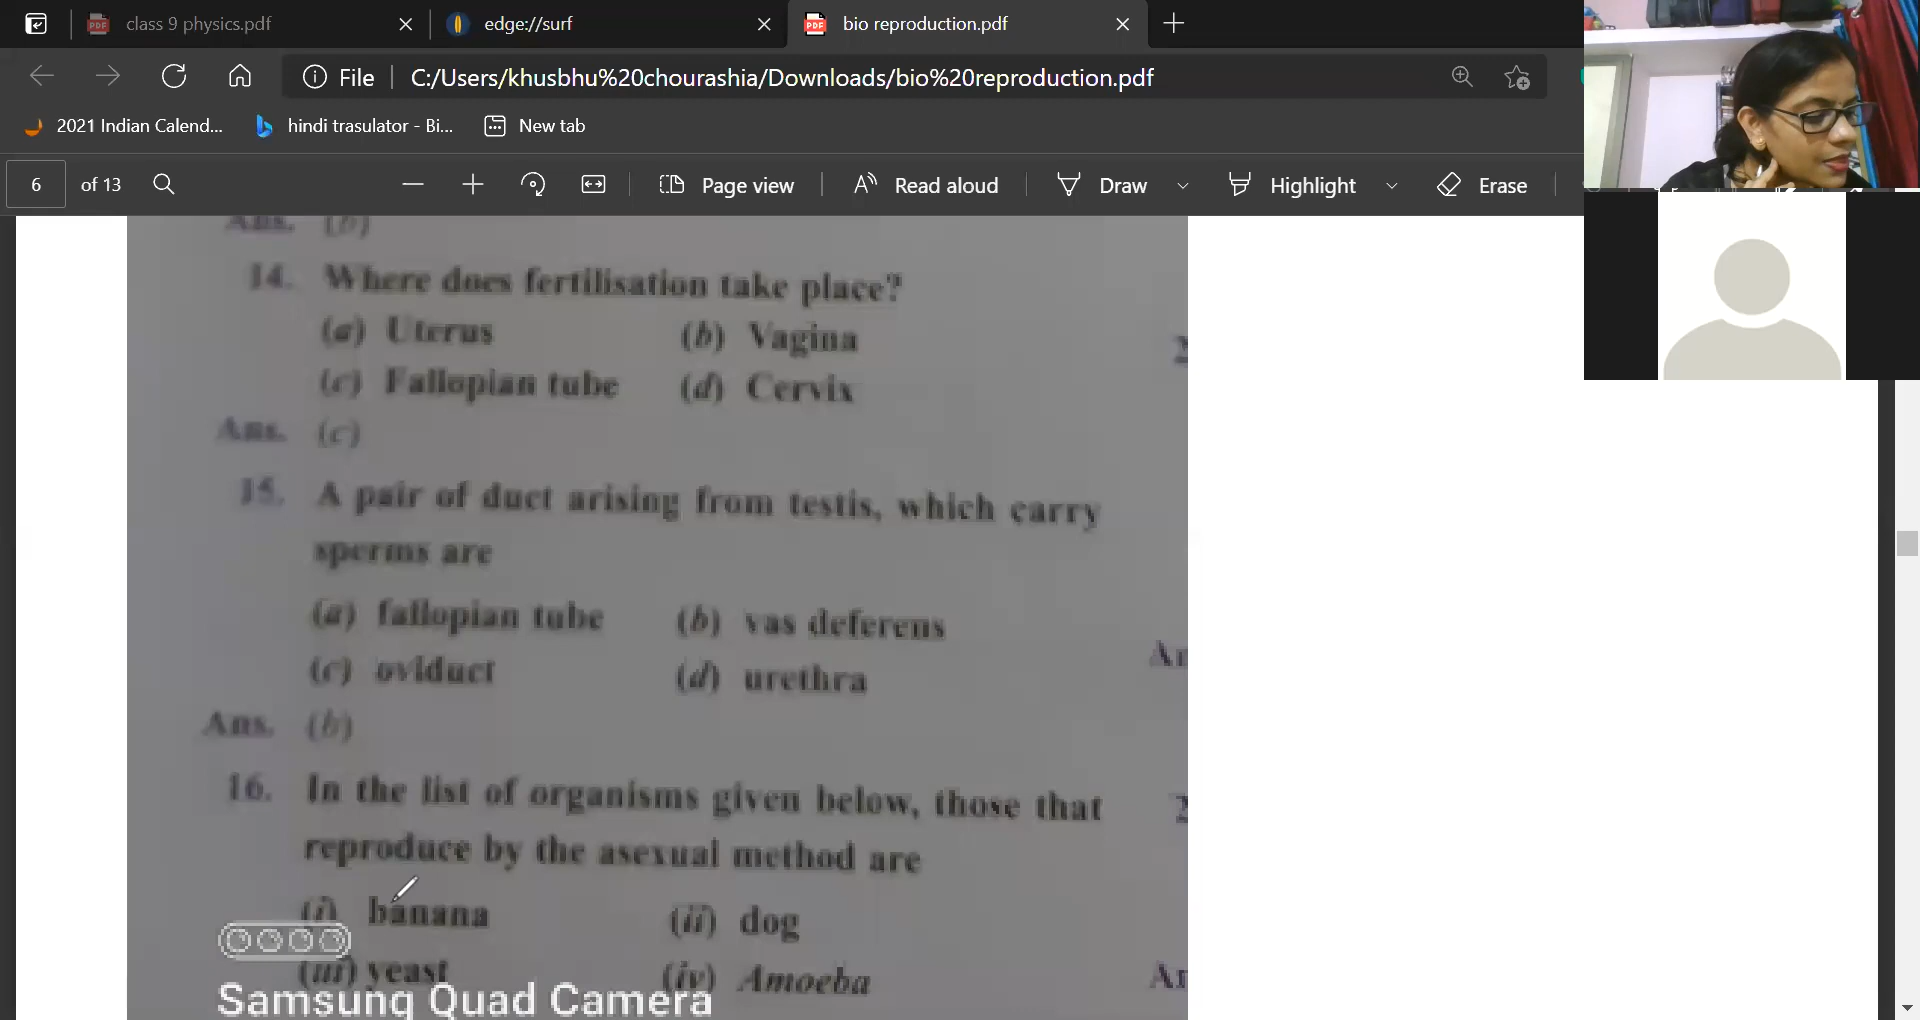 class 9 physics.pdf
edge://surf
bio reproduction.pdf
File
C:/Users/khusbhu%20chourashia/Downloads/bio%20reproduction.pdf
2021 Indian Calend...
hindi trasulator - Bi...
New tab
6 of 13
Page view
Read aloud
Draw
Highlight
Erase
Ans. (b)
14. Where does fertilisation take place?
(a) Uterus (b) Vagina
(c) Fallopian tube (d) Cervix
Ans. (c)
15. A pair of duct arising from testis, which carry
sperms are
(a) fallopian tube (b) vas deferens
(c) oviduct (d) urethra
Ans. (b)
16. In the list of organisms given below, those that
reproduce by the asexual method are
(i) banana (ii) dog
(iii) yeast (iv) Amoeba
Samsung Quad Camera